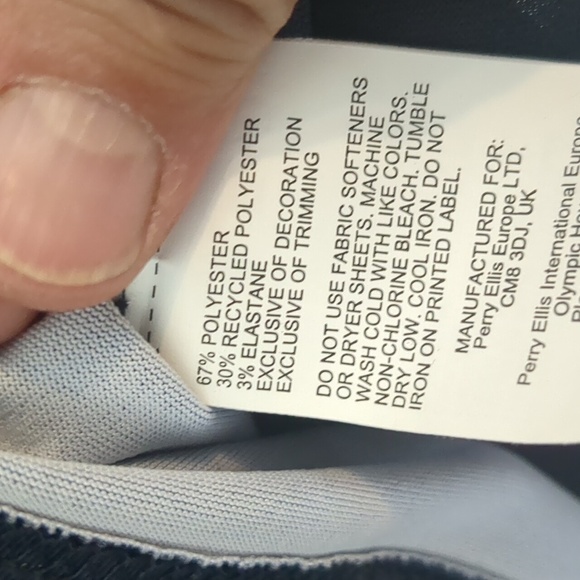 67% POLYESTER
30% RECYCLED POLYESTER
3% ELASTANE
EXCLUSIVE OF DECORATION
EXCLUSIVE OF TRIMMING
DO NOT USE FABRIC SOFTENERS
OR DRYER SHEETS. MACHINE
WASH COLD WITH LIKE COLORS.
NON-CHLORINE BLEACH. TUMBLE
DRY LOW. COOL IRON. DO NOT
IRON ON PRINTED LABEL.
MANUFACTURED FOR:
Perry Ellis Europe LTD,
CM8 3DJ, UK
Perry Ellis International Europe
Olympic